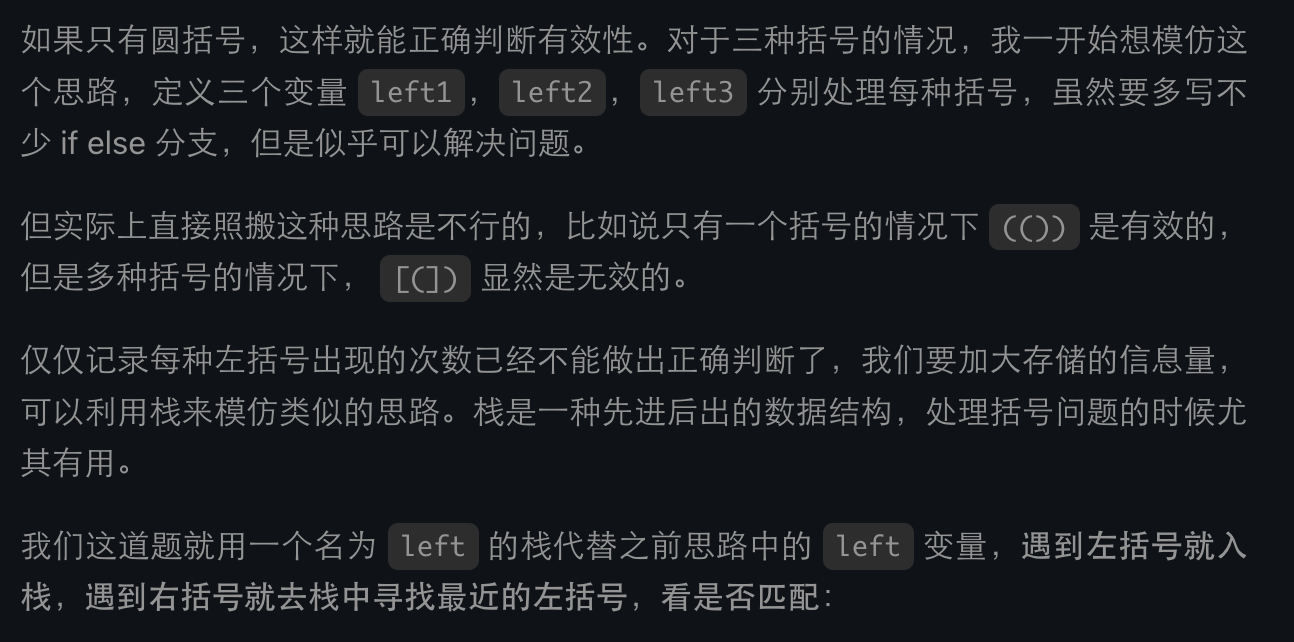 如果只有圆括号，这样就能正确判断有效性。对于三种括号的情况，我一开始想模仿这
个思路，定义三个变量 left1，left2，left3 分别处理每种括号，虽然要多写不
少 if else 分支，但是似乎可以解决问题。
但实际上直接照搬这种思路是不行的，比如说只有一个括号的情况下 (()) 是有效的，
但是多种括号的情况下， [(]) 显然是无效的。
仅仅记录每种左括号出现的次数已经不能做出正确判断了，我们要加大存储的信息量，
可以利用栈来模仿类似的思路。栈是一种先进后出的数据结构，处理括号问题的时候尤
其有用。
我们这道题就用一个名为 left 的栈代替之前思路中的 left 变量，遇到左括号就入
栈，遇到右括号就去栈中寻找最近的左括号，看是否匹配：